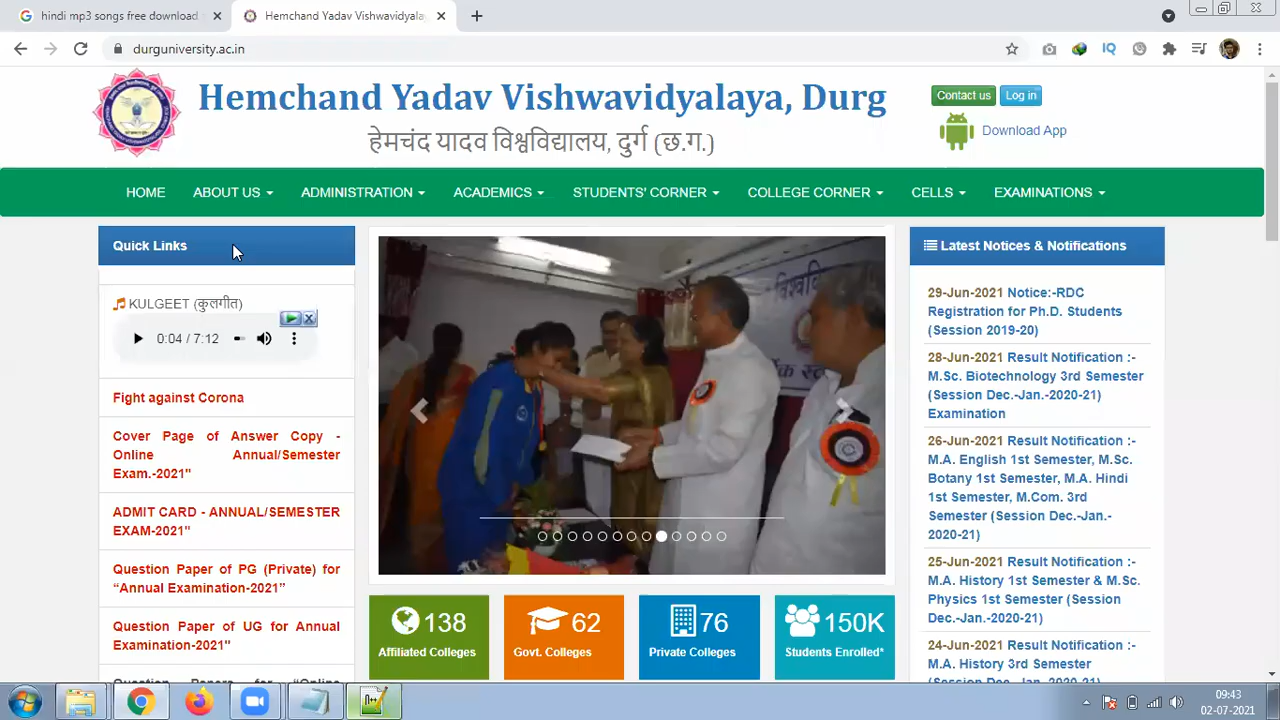 hindi mp3 songs free download
Hemchand Yadav Vishwavidyala
durguniversity.ac.in
Hemchand Yadav Vishwavidyalaya, Durg
हेमचंद यादव विश्वविद्यालय, दुर्ग (छ.ग.)
Contact us
Log in
Download App
HOME
ABOUT US
ADMINISTRATION
ACADEMICS
STUDENTS' CORNER
COLLEGE CORNER
CELLS
EXAMINATIONS
Quick Links
KULGEET (कुलगीत)
0:04 / 7:12
Fight against Corona
Cover Page of Answer Copy -
Online Annual/Semester
Exam.-2021"
ADMIT CARD - ANNUAL/SEMESTER
EXAM-2021"
Question Paper of PG (Private) for
“Annual Examination-2021”
Question Paper of UG for Annual
Examination-2021"
Question Papers for “Online
138
Affiliated Colleges
62
Govt. Colleges
76
Private Colleges
150K
Students Enrolled*
Latest Notices & Notifications
29-Jun-2021 Notice:-RDC
Registration for Ph.D. Students
(Session 2019-20)
28-Jun-2021 Result Notification :-
M.Sc. Biotechnology 3rd Semester
(Session Dec.-Jan.-2020-21)
Examination
26-Jun-2021 Result Notification :-
M.A. English 1st Semester, M.Sc.
Botany 1st Semester, M.A. Hindi
1st Semester, M.Com. 3rd
Semester (Session Dec.-Jan.-
2020-21)
25-Jun-2021 Result Notification :-
M.A. History 1st Semester & M.Sc.
Physics 1st Semester (Session
Dec.-Jan.-2020-21)
24-Jun-2021 Result Notification :-
M.A. History 3rd Semester
(Session Dec.-Jan.-2020-21)
09:43
02-07-2021